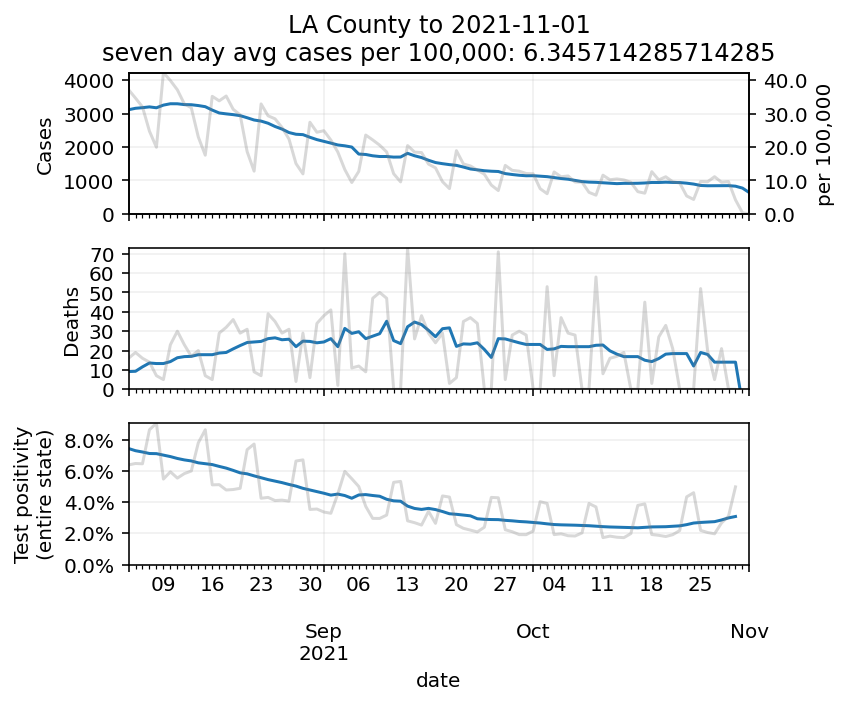 LA County to 2021-11-01
seven day avg cases per 100,000: 6.345714285714285
4000
3000
2000
1000
0
Cases
40.0
30.0
20.0
10.0
0.0
per 100,000
70
60
50
40
30
20
10
0
Deaths
8.0%
6.0%
4.0%
2.0%
0.0%
Test positivity
(entire state)
09 16 23 30 06 13 20 27 04 11 18 25
Sep Oct Nov
2021
date